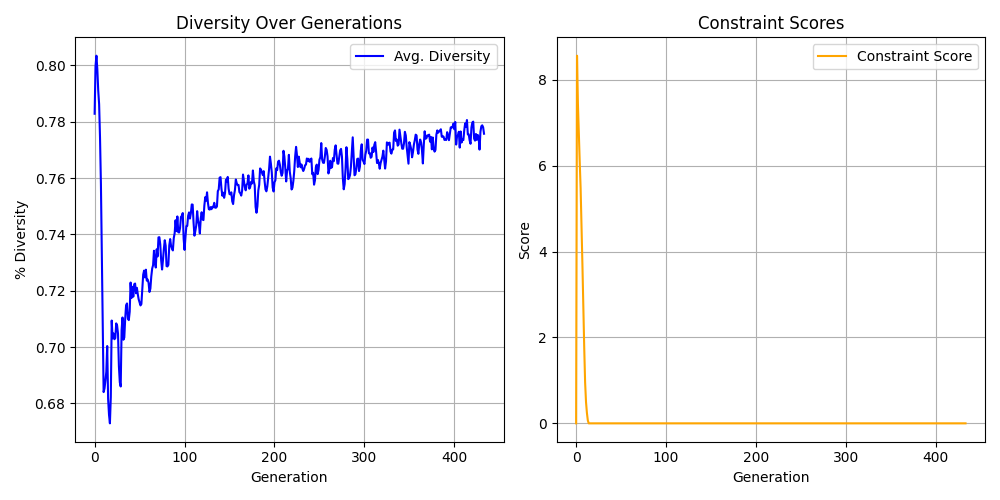 Diversity Over Generations
Avg. Diversity
% Diversity
0.80
0.78
0.76
0.74
0.72
0.70
0.68
0 100 200 300 400
Generation
Constraint Scores
Constraint Score
Score
8
6
4
2
0
0 100 200 300 400
Generation